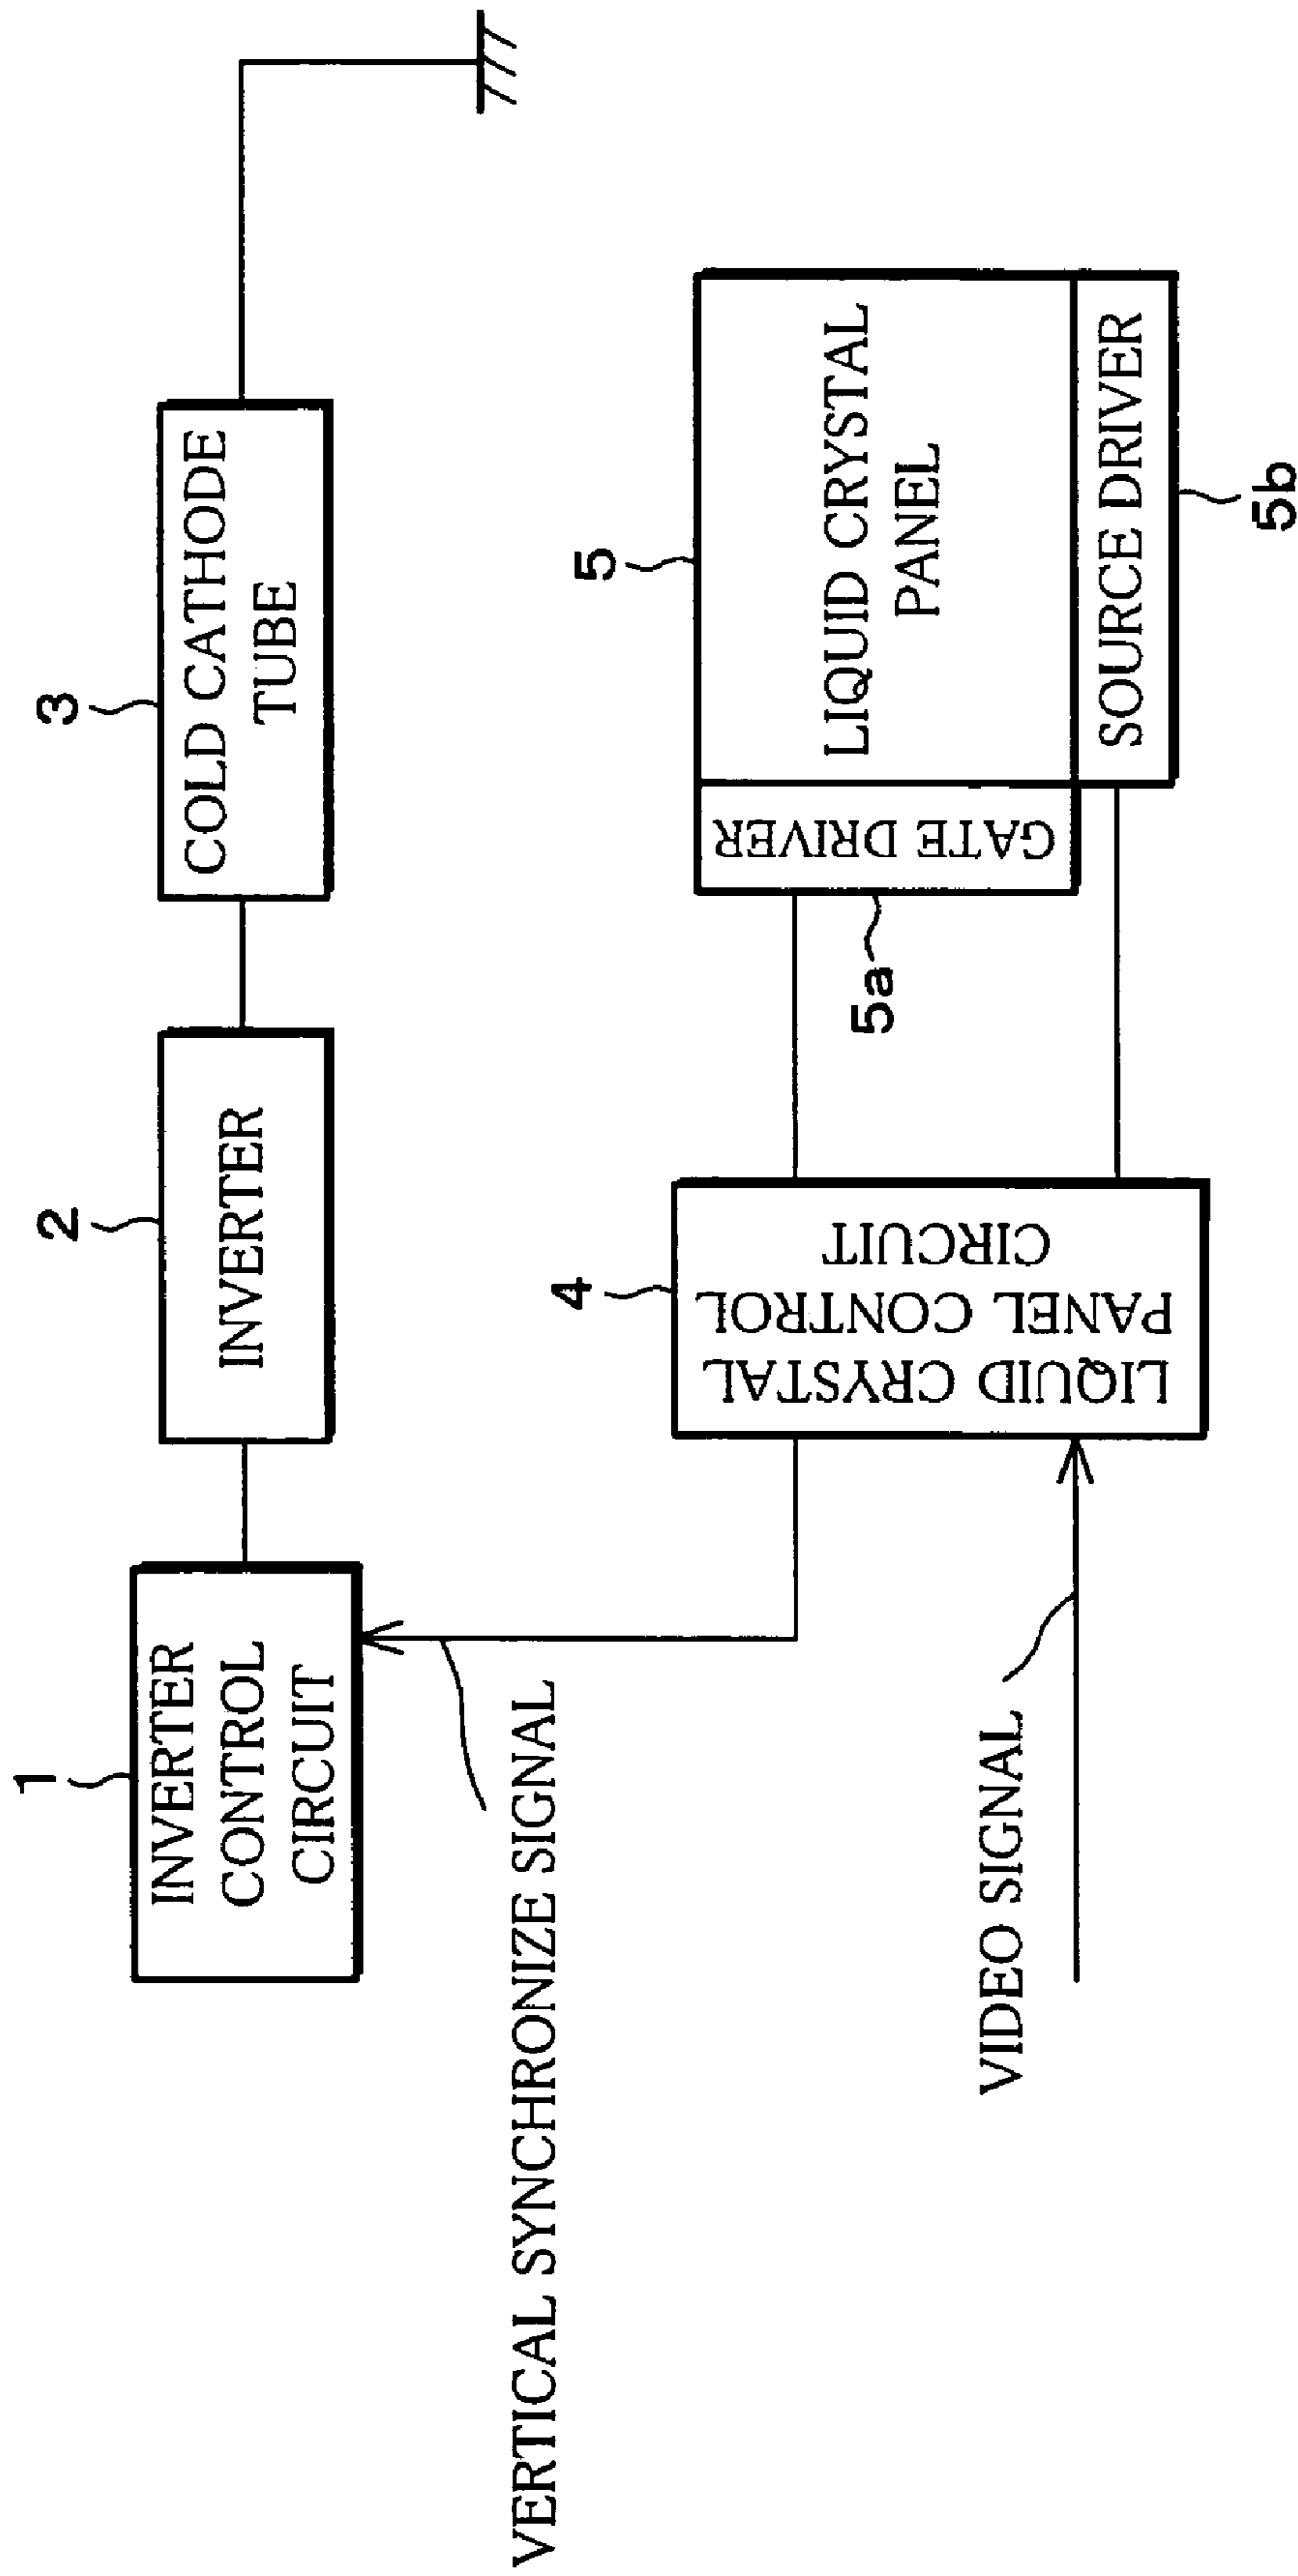 1
INVERTER
CONTROL
CIRCUIT
2
INVERTER
3
COLD CATHODE
TUBE
VERTICAL SYNCHRONIZE SIGNAL
VIDEO SIGNAL
4
LIQUID CRYSTAL
PANEL CONTROL
CIRCUIT
5
LIQUID CRYSTAL
PANEL
GATE DRIVER
5a
SOURCE DRIVER
5b